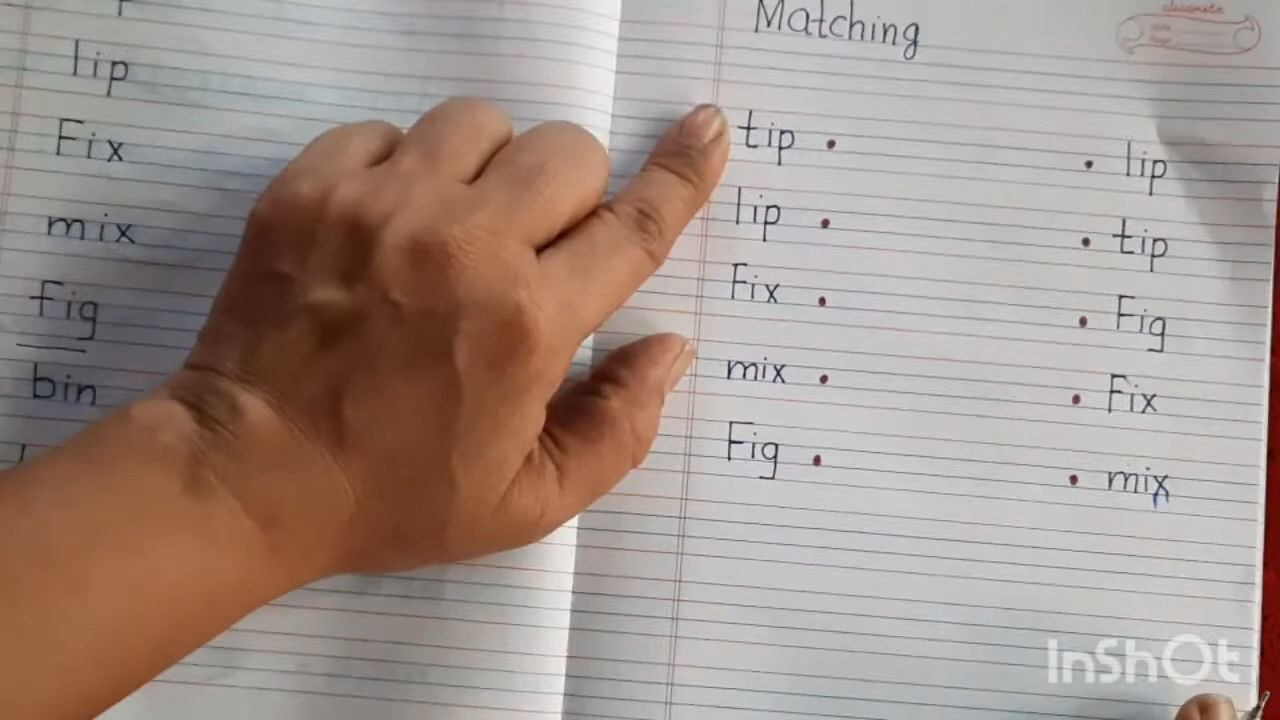 lip
Fix
mix
fig
bin
Matching
tip . . lip
lip . . tip
Fix . . Fig
mix . . Fix
Fig . . mix
InShOt